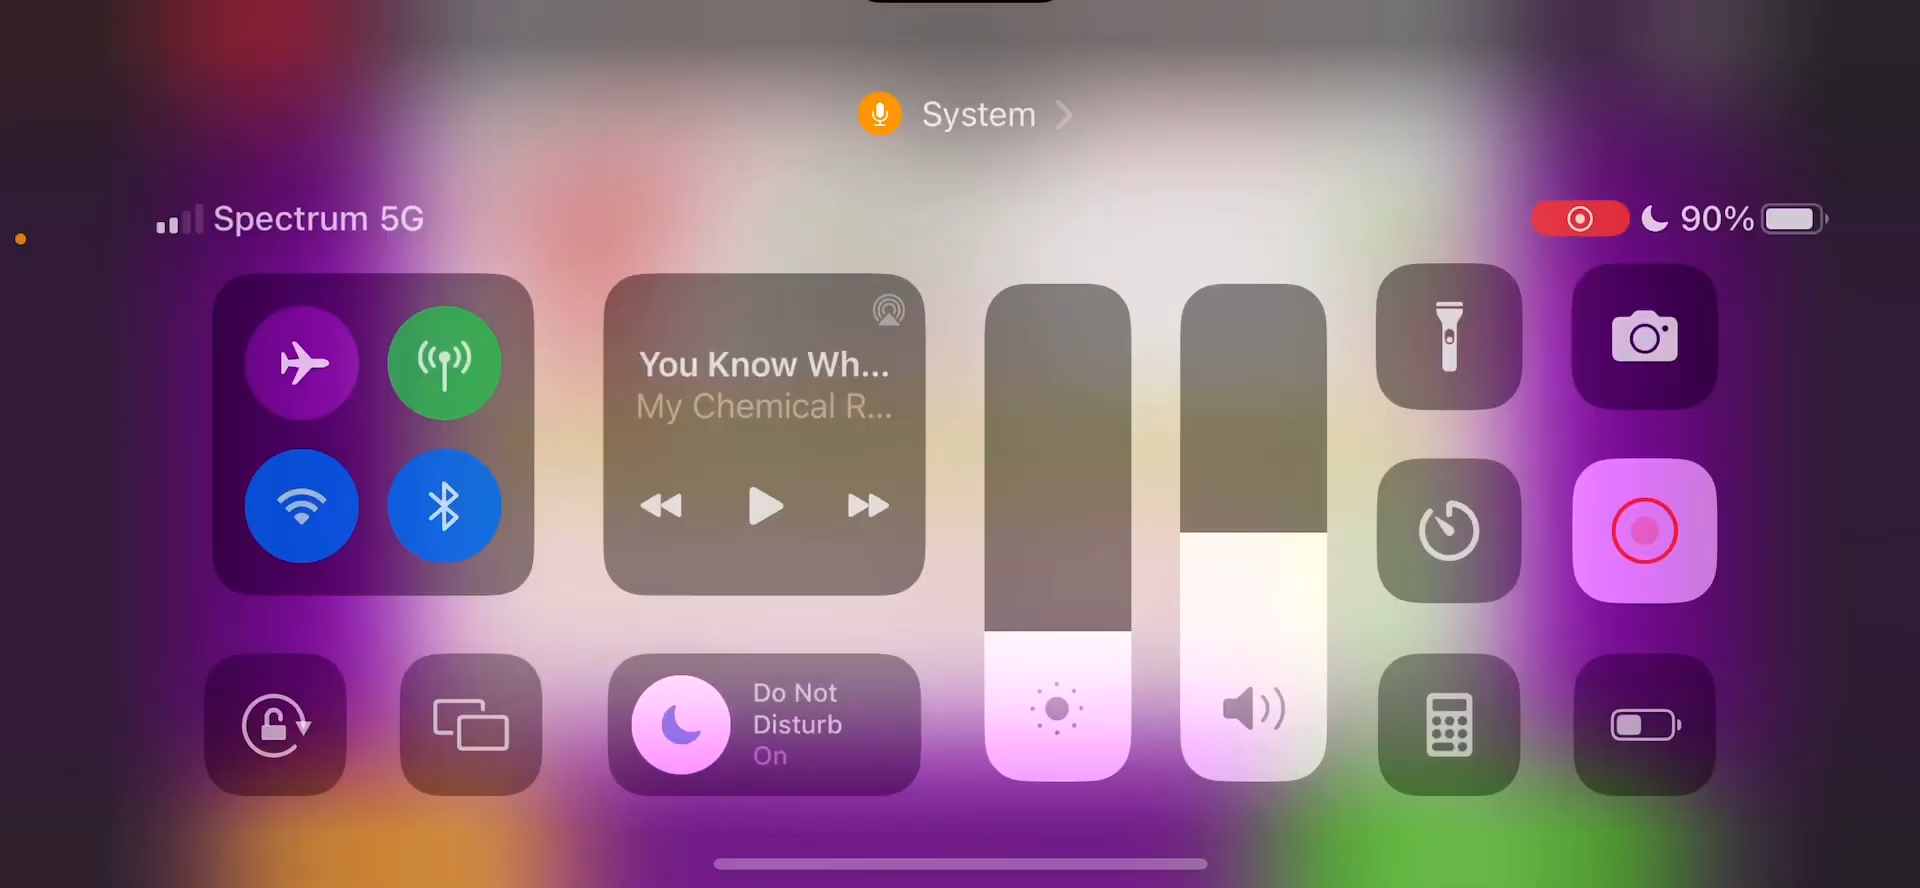 System
Spectrum 5G
90%
You Know Wh...
My Chemical R...
Do Not
Disturb
On